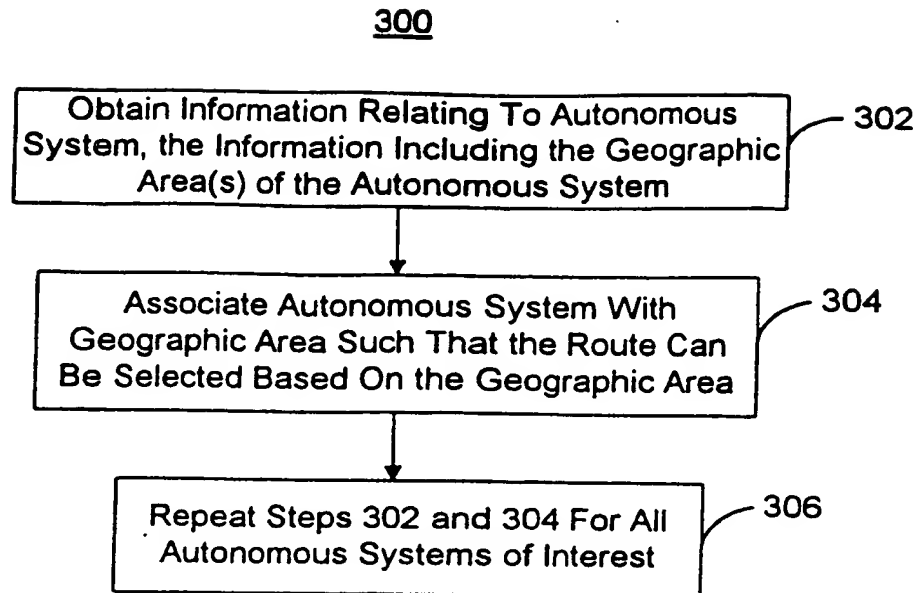 300
Obtain Information Relating To Autonomous
System, the Information Including the Geographic
Area(s) of the Autonomous System
302
Associate Autonomous System With
Geographic Area Such That the Route Can
Be Selected Based On the Geographic Area
304
Repeat Steps 302 and 304 For All
Autonomous Systems of Interest
306